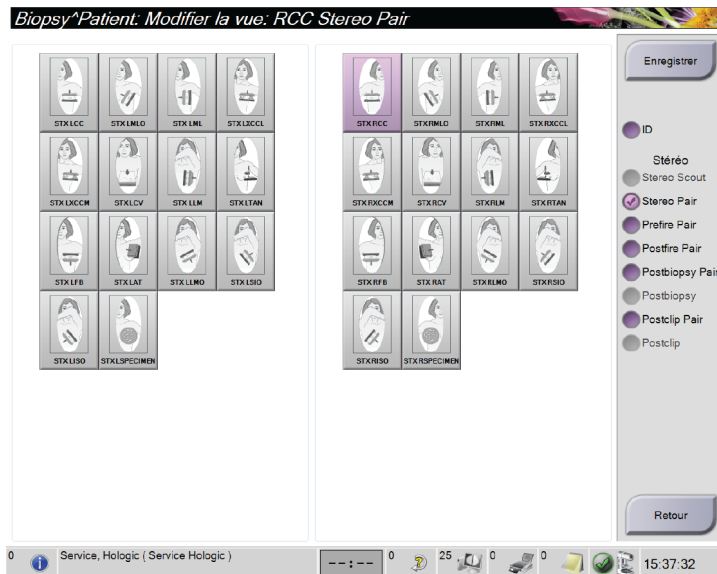 Biopsy^Patient: Modifier la vue: RCC Stereo Pair
STX LCC STX LMLO STX LML STX LXCCL
STX LXCCM STX LCV STX LLM STX LTAN
STX LFB STX LAT STX LLMO STX LSIO
STX LISO STX LSPECIMEN
STX RCC STX RMLO STX RML STX RXCCL
STX RXCCM STX RCV STX RLM STX RTAN
STX RFB STX RAT STX RLMO STX RSIO
STX RISO STX RSPECIMEN
Enregistrer
ID
Stéréo
Stereo Scout
Stereo Pair
Prefire Pair
Postfire Pair
Postbiopsy Pair
Postbiopsy
Postclip Pair
Postclip
Retour
0 Service, Hologic ( Service Hologic ) --:-- 0 25 0 0 15:37:32